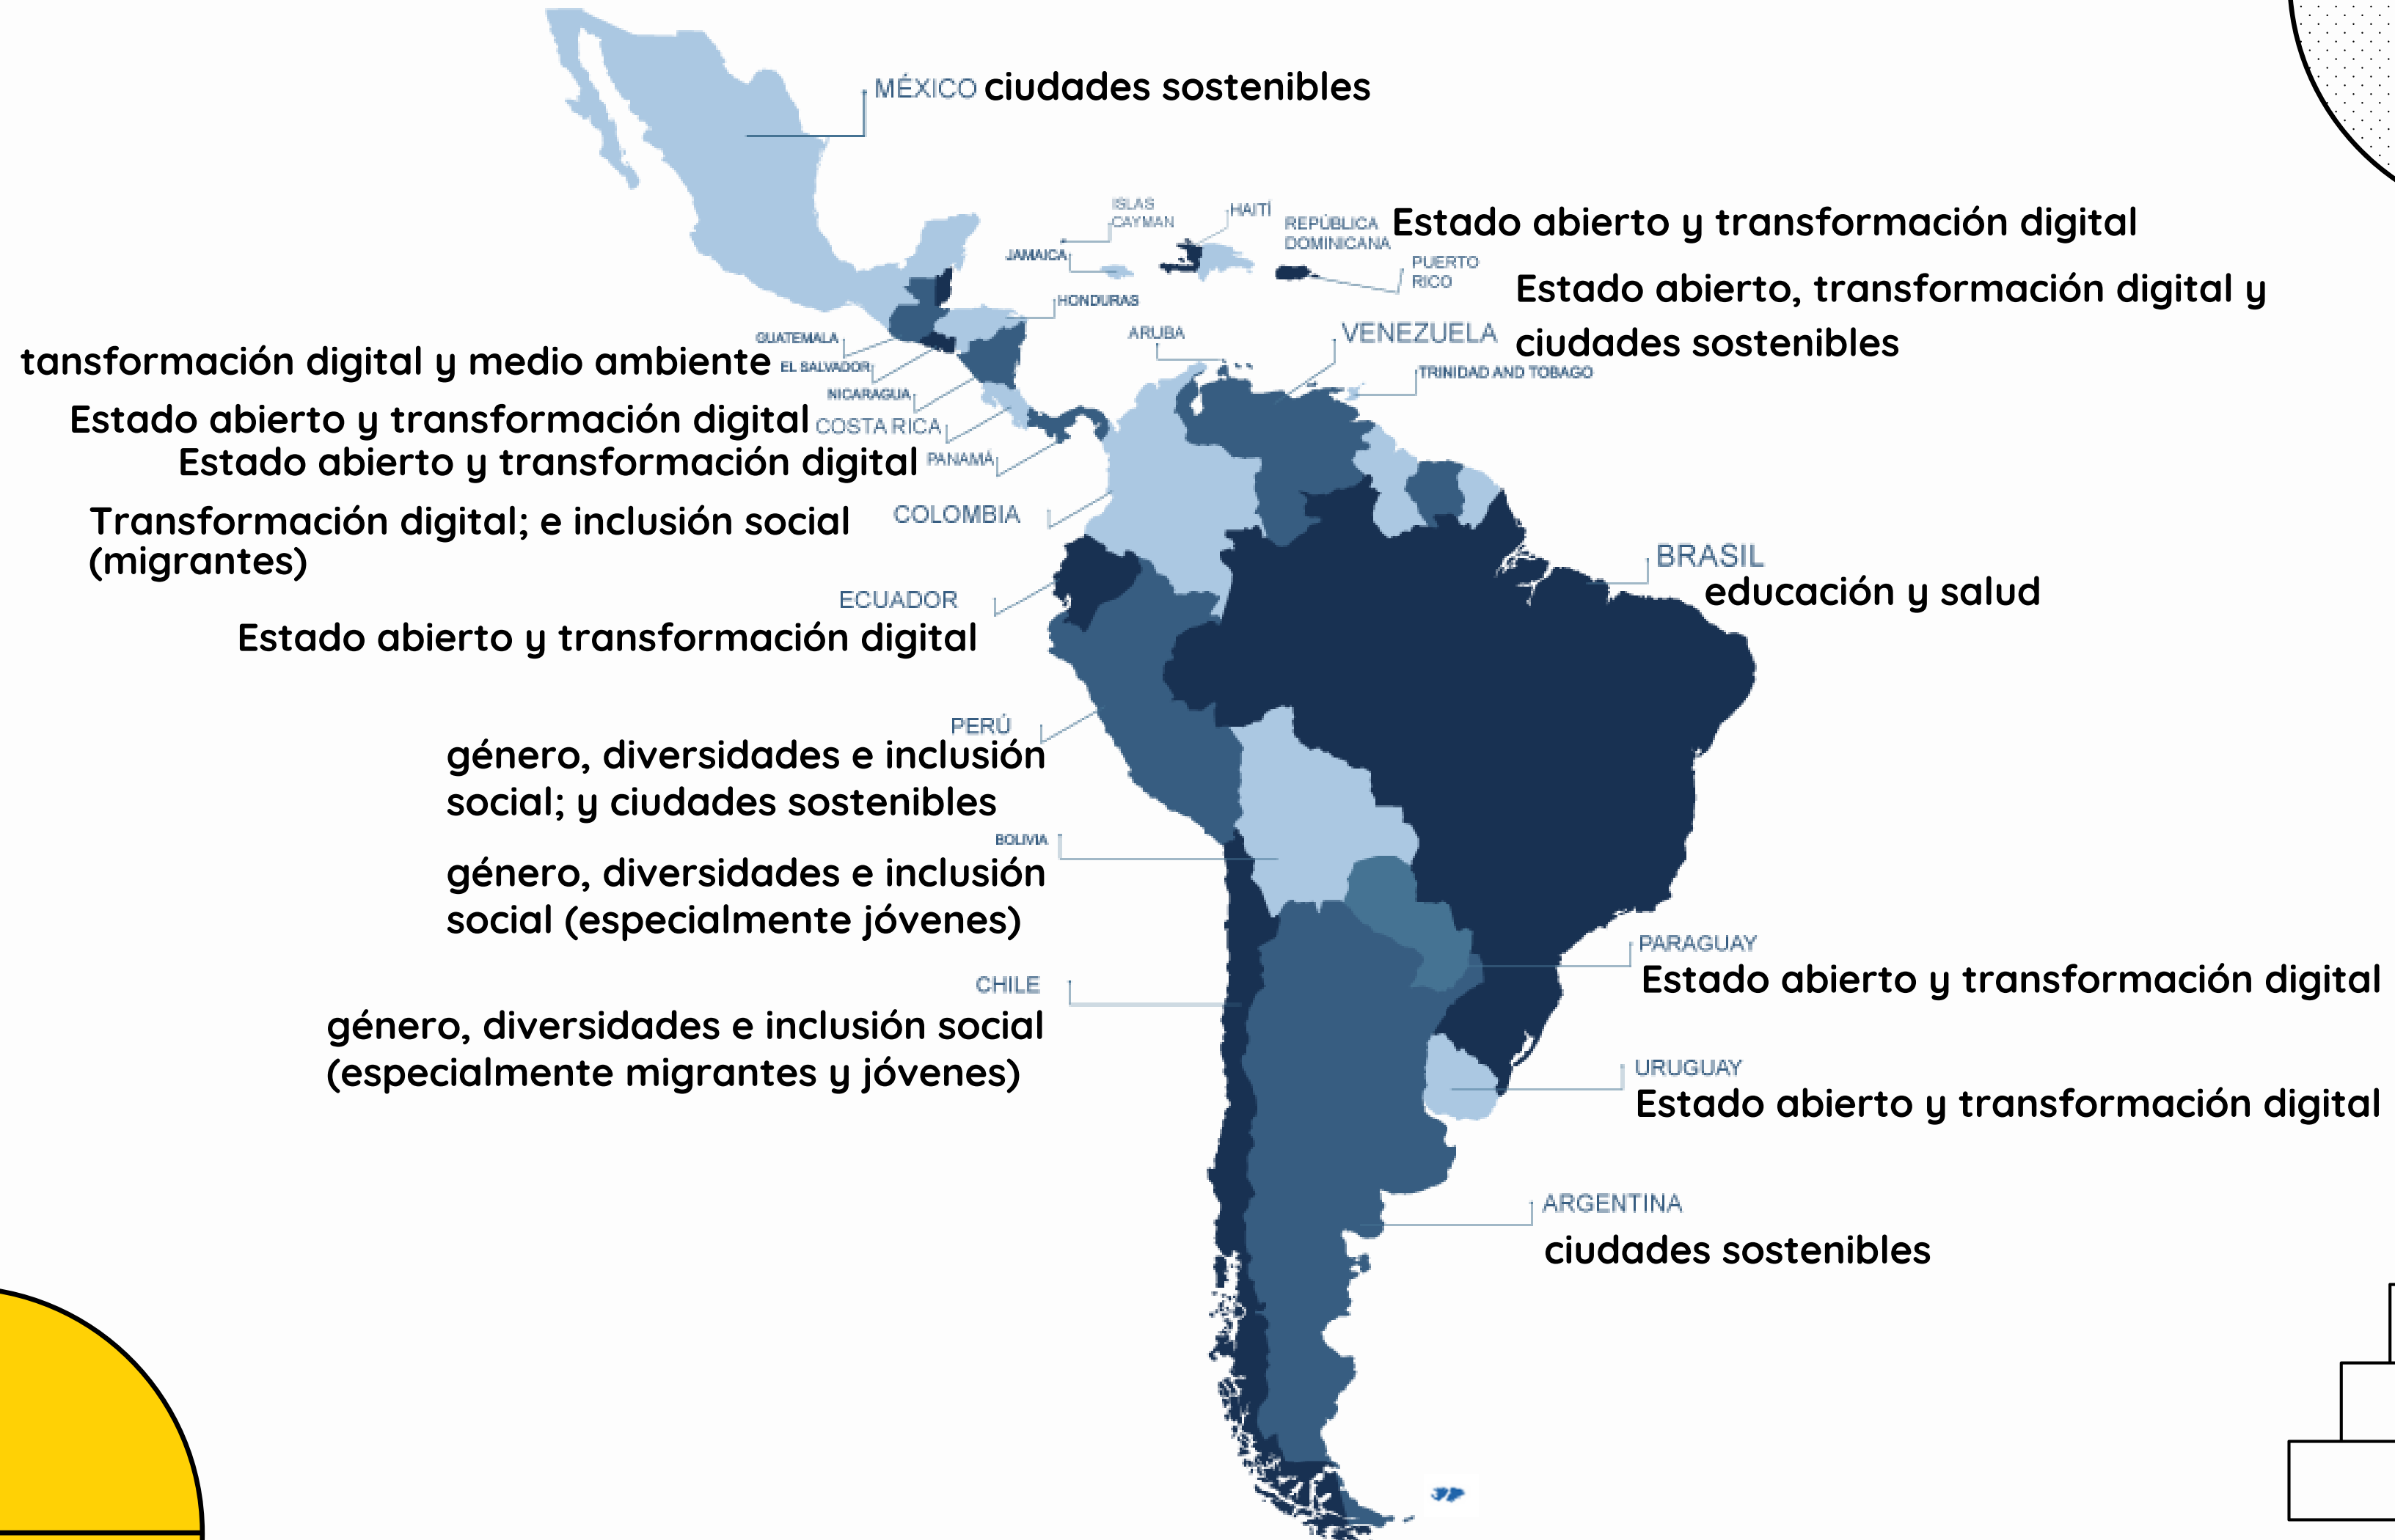 MÉXICO ciudades sostenibles
ISLAS
CAYMAN
HAITÍ
REPÚBLICA
DOMINICANA
Estado abierto y transformación digital
JAMAICA
PUERTO
RICO
HONDURAS
ARUBA
VENEZUELA
Estado abierto, transformación digital y
ciudades sostenibles
TRINIDAD AND TOBAGO
GUATEMALA
tansformación digital y medio ambiente EL SALVADOR
NICARAGUA
Estado abierto y transformación digital COSTA RICA
Estado abierto y transformación digital PANAMÁ
COLOMBIA
Transformación digital; e inclusión social
(migrantes)
BRASIL
educación y salud
ECUADOR
Estado abierto y transformación digital
PERÚ
género, diversidades e inclusión
social; y ciudades sostenibles
BOLIVIA
género, diversidades e inclusión
social (especialmente jóvenes)
PARAGUAY
Estado abierto y transformación digital
CHILE
género, diversidades e inclusión social
(especialmente migrantes y jóvenes)
URUGUAY
Estado abierto y transformación digital
ARGENTINA
ciudades sostenibles